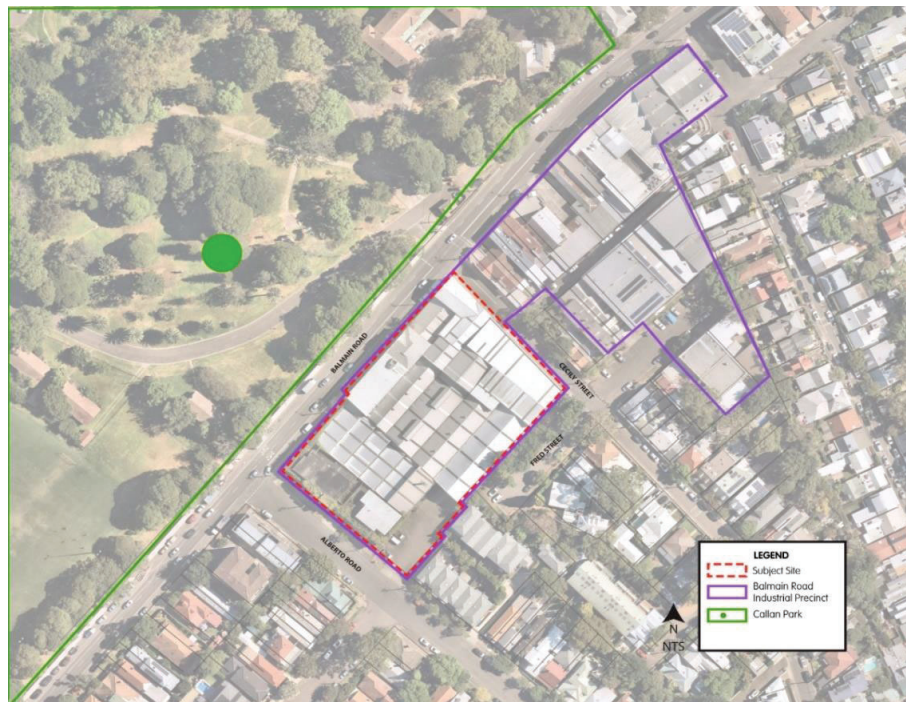 BALMAIN ROAD
CECILY STREET
FRED STREET
ALBERTO ROAD
N
NTS
LEGEND
Subject Site
Balmain Road
Industrial Precinct
Callan Park